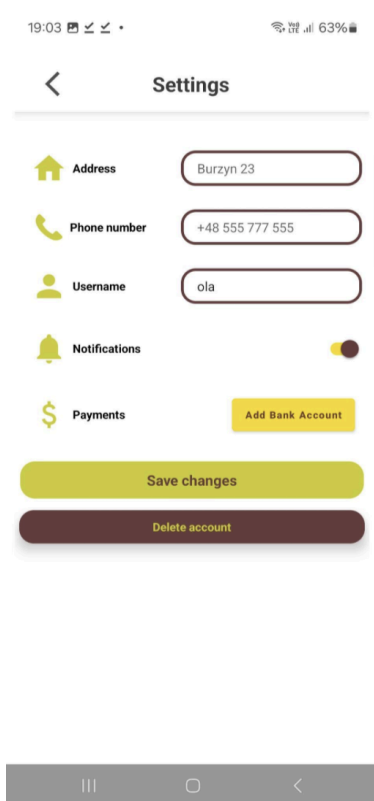 19:03 63%
Settings
Address Burzyn 23
Phone number +48 555 777 555
Username ola
Notifications
Payments Add Bank Account
Save changes
Delete account